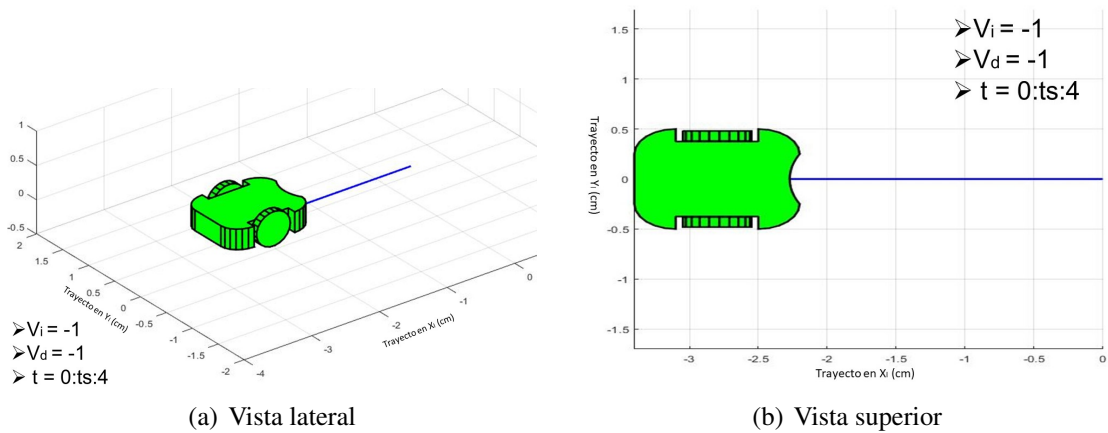 1
0.5
0
-0.5
2
1.5
1
0.5
0
-0.5
-1
-1.5
-2
Trayecto en Yᵢ (cm)
-4
-3
-2
-1
0
Trayecto en Xᵢ (cm)
➢Vᵢ = -1
➢V_d = -1
➢ t = 0:ts:4
(a) Vista lateral
➢Vᵢ = -1
➢V_d = -1
➢ t = 0:ts:4
1.5
1
0.5
0
-0.5
-1
-1.5
Trayecto en Yᵢ (cm)
-3
-2.5
-2
-1.5
-1
-0.5
0
Trayecto en Xᵢ (cm)
(b) Vista superior